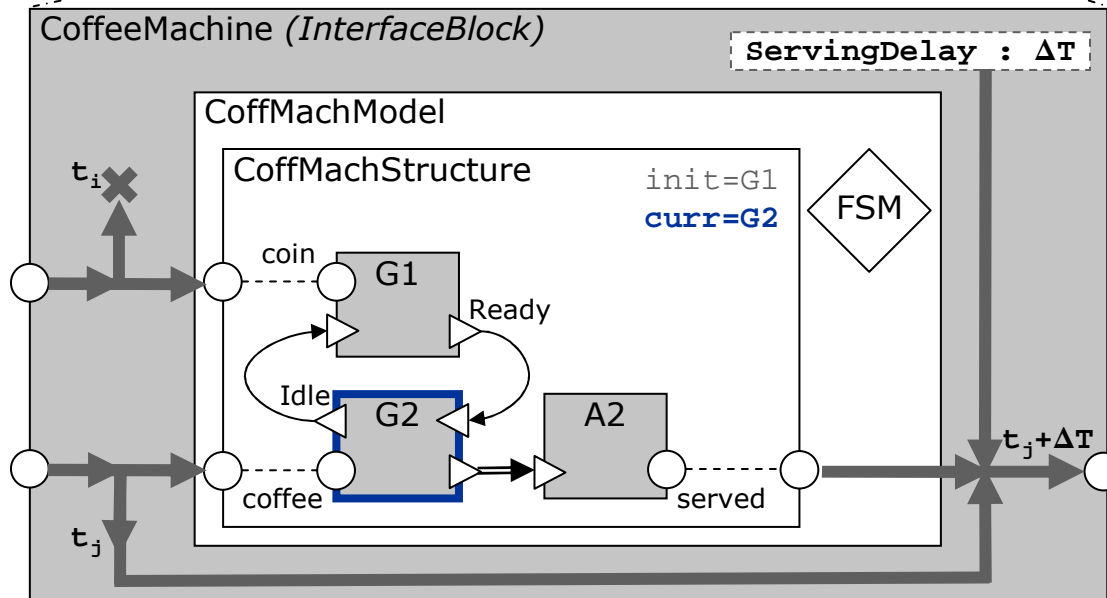 CoffeeMachine (InterfaceBlock)
ServingDelay : ΔT
CoffMachModel
CoffMachStructure
init=G1
curr=G2
FSM
tᵢ
coin
G1
Ready
Idle
G2
A2
coffee
served
tⱼ+ΔT
tⱼ